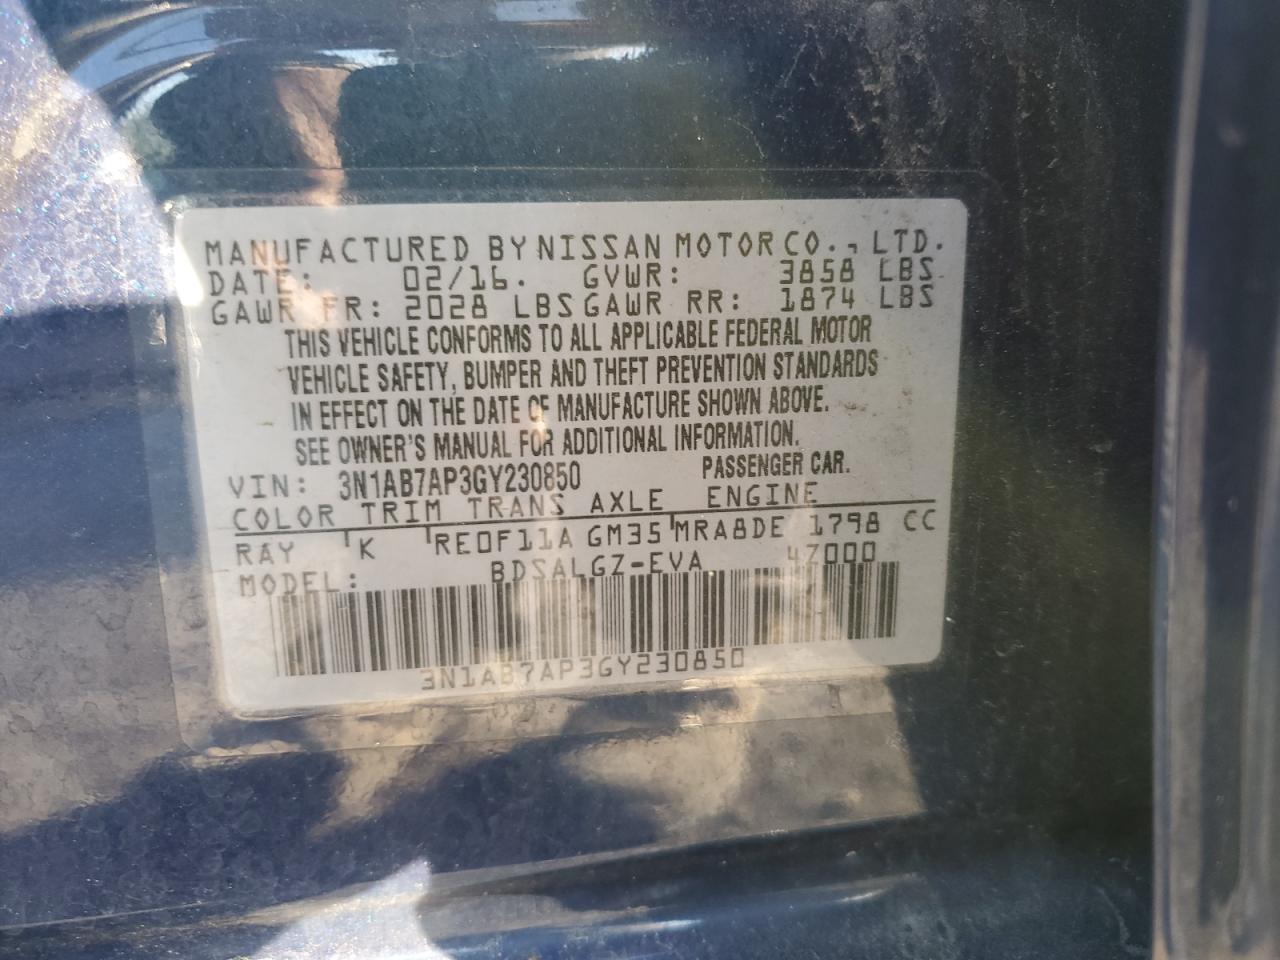 MANUFACTURED BY NISSAN MOTOR CO., LTD.
DATE: 02/16. GVWR: 3858 LBS
GAWR FR: 2028 LBS GAWR RR: 1874 LBS
THIS VEHICLE CONFORMS TO ALL APPLICABLE FEDERAL MOTOR
VEHICLE SAFETY, BUMPER AND THEFT PREVENTION STANDARDS
IN EFFECT ON THE DATE OF MANUFACTURE SHOWN ABOVE.
SEE OWNER'S MANUAL FOR ADDITIONAL INFORMATION.
VIN: 3N1AB7AP3GY230850 PASSENGER CAR.
COLOR TRIM TRANS AXLE ENGINE
RAY K RE0F11A GM35 MRA8DE 1798 CC
MODEL: BDSALGZ-EVA 4Z000
3N1AB7AP3GY230850